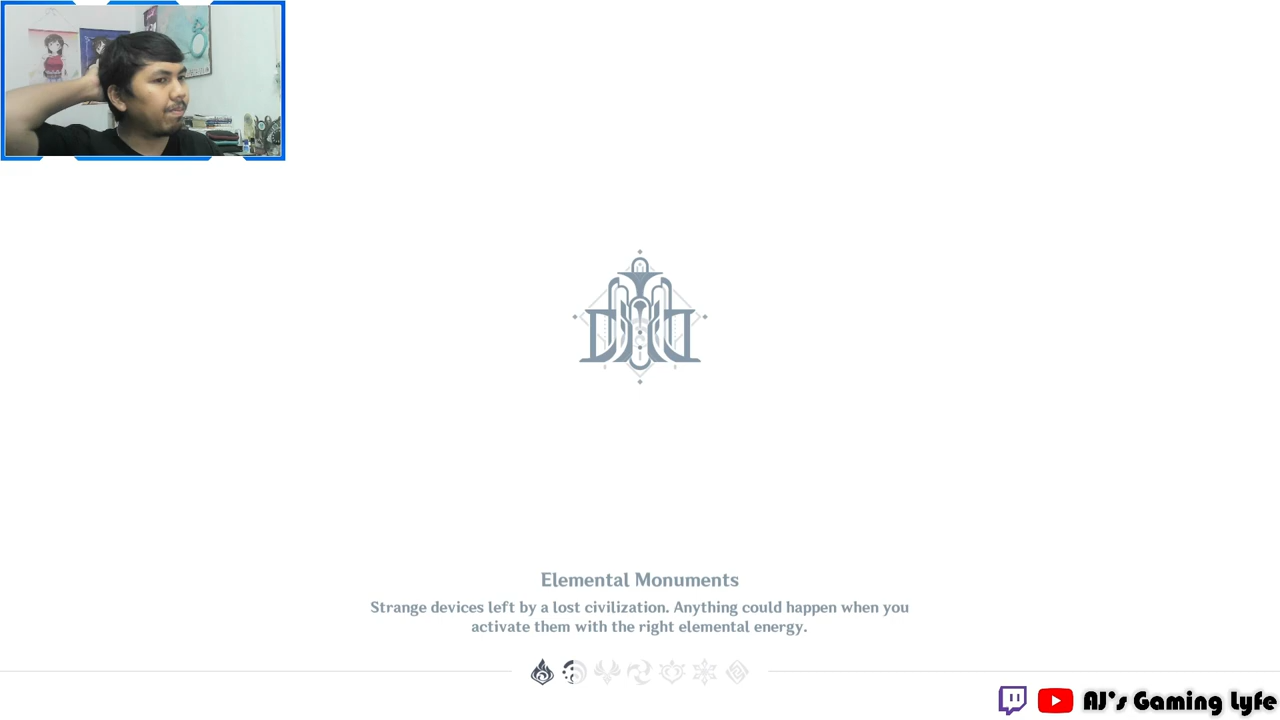 Elemental Monuments
Strange devices left by a lost civilization. Anything could happen when you
activate them with the right elemental energy.
AJ's Gaming Lyfe